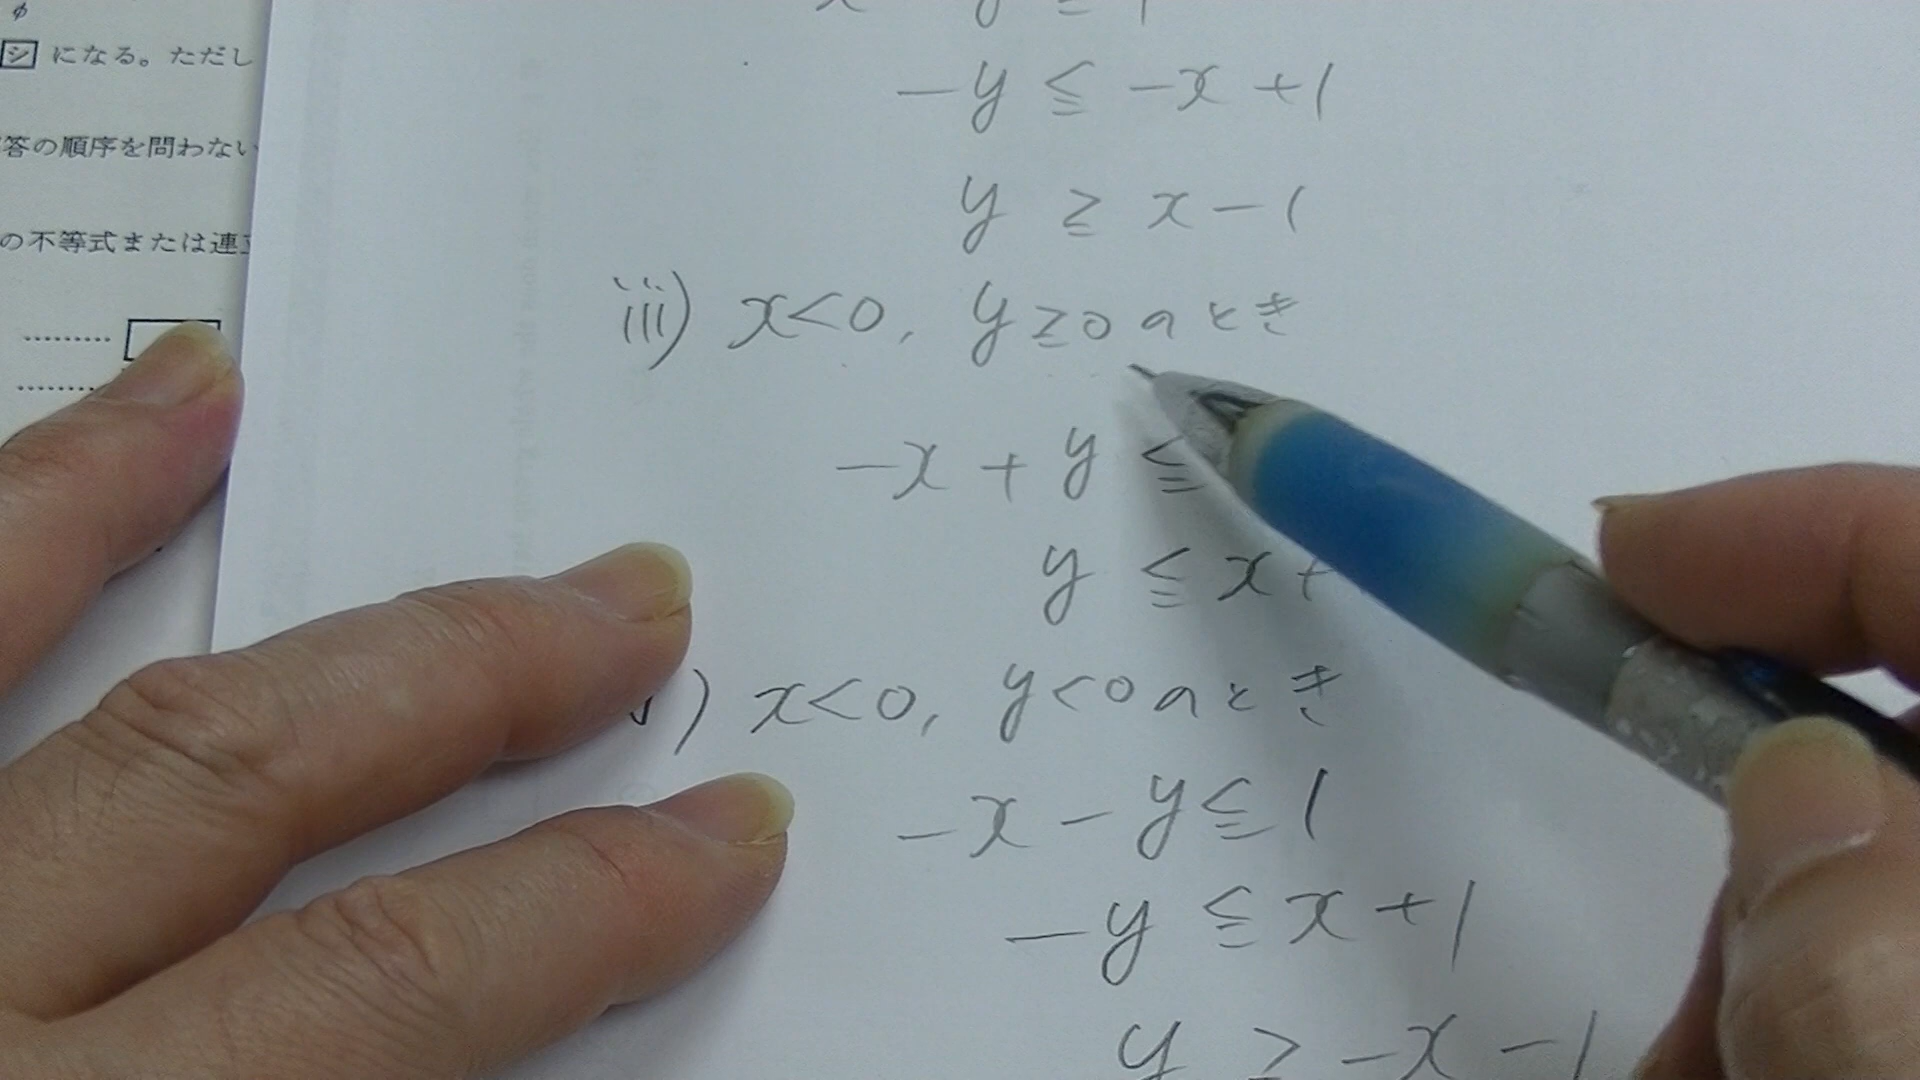 シ になる。ただし
答の順序を問わない
の不等式または連立
-y ≦ -x +1
y ≧ x-1
iii) x<0, y≧0のとき
-x + y ≦
y ≦ x+
) x<0, y<0のとき
-x - y ≦ 1
-y ≦ x+1
y ≧ -x-1